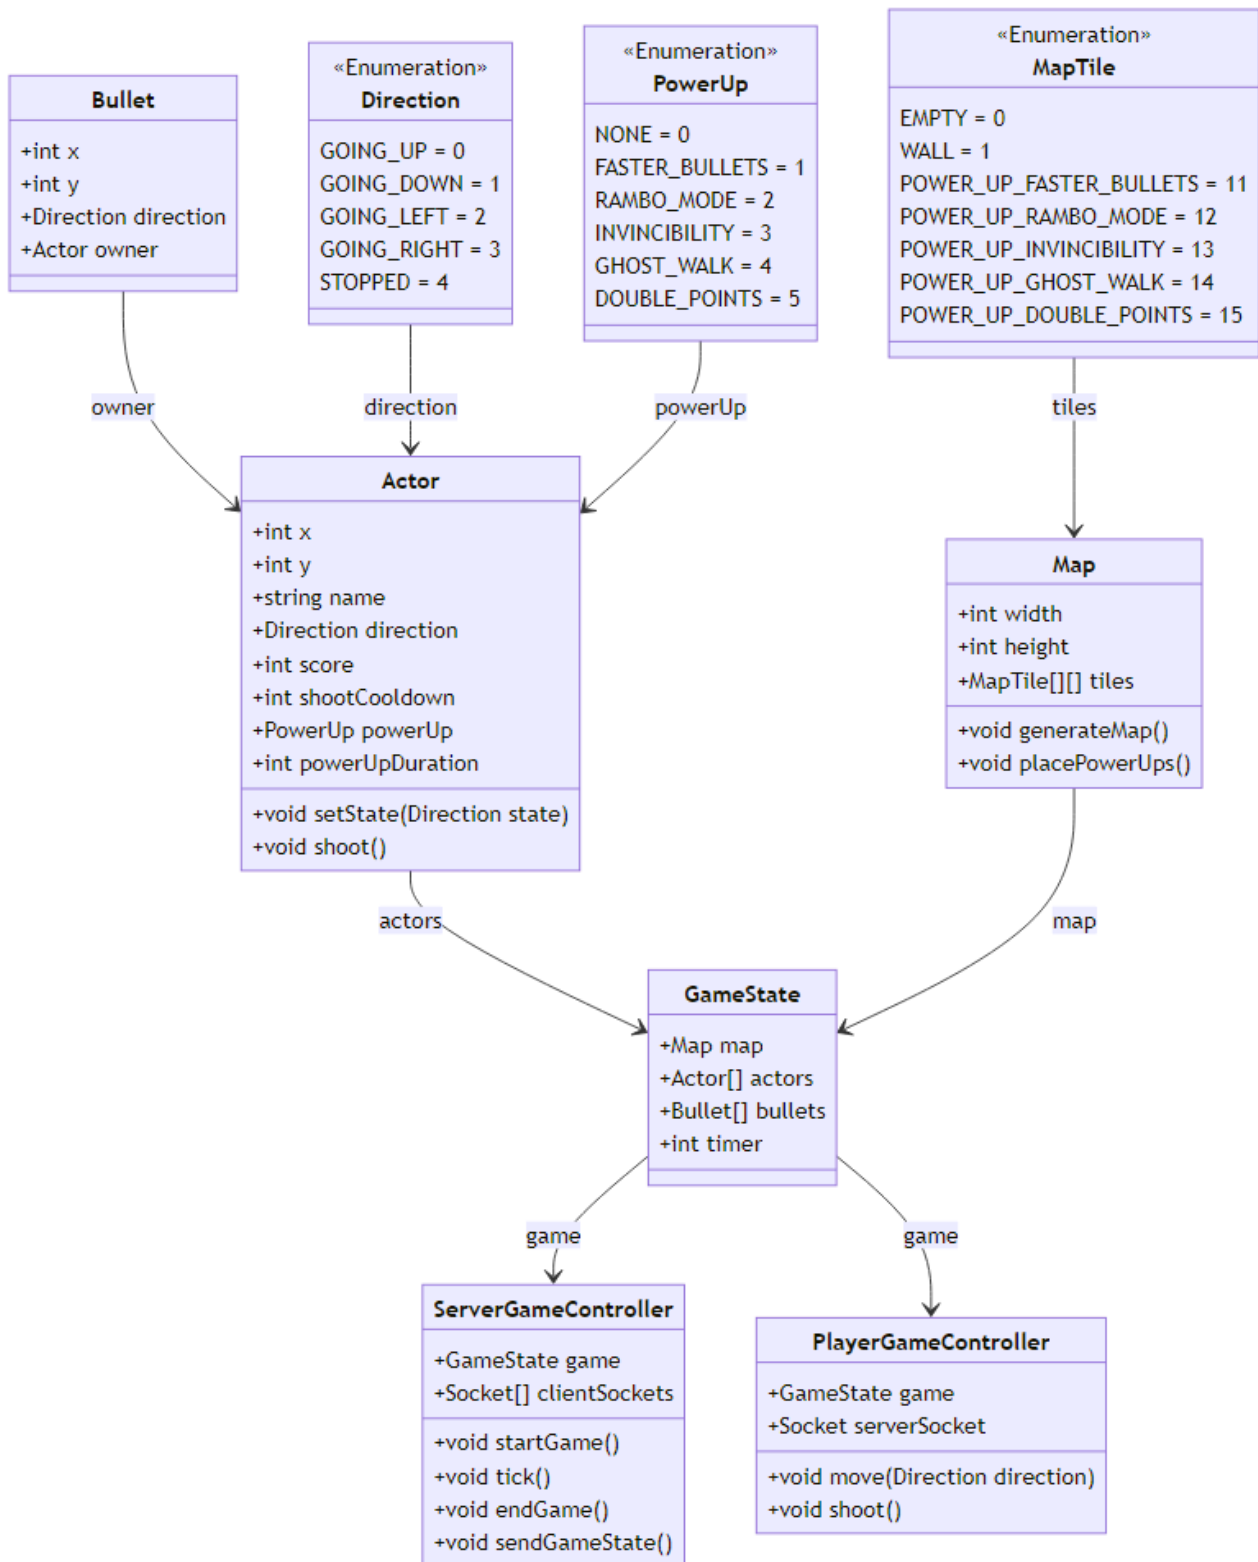 Bullet
+int x
+int y
+Direction direction
+Actor owner
«Enumeration»
Direction
GOING_UP = 0
GOING_DOWN = 1
GOING_LEFT = 2
GOING_RIGHT = 3
STOPPED = 4
«Enumeration»
PowerUp
NONE = 0
FASTER_BULLETS = 1
RAMBO_MODE = 2
INVINCIBILITY = 3
GHOST_WALK = 4
DOUBLE_POINTS = 5
«Enumeration»
MapTile
EMPTY = 0
WALL = 1
POWER_UP_FASTER_BULLETS = 11
POWER_UP_RAMBO_MODE = 12
POWER_UP_INVINCIBILITY = 13
POWER_UP_GHOST_WALK = 14
POWER_UP_DOUBLE_POINTS = 15
owner
direction
powerUp
tiles
Actor
+int x
+int y
+string name
+Direction direction
+int score
+int shootCooldown
+PowerUp powerUp
+int powerUpDuration
+void setState(Direction state)
+void shoot()
Map
+int width
+int height
+MapTile[][] tiles
+void generateMap()
+void placePowerUps()
actors
map
GameState
+Map map
+Actor[] actors
+Bullet[] bullets
+int timer
game
game
ServerGameController
+GameState game
+Socket[] clientSockets
+void startGame()
+void tick()
+void endGame()
+void sendGameState()
PlayerGameController
+GameState game
+Socket serverSocket
+void move(Direction direction)
+void shoot()